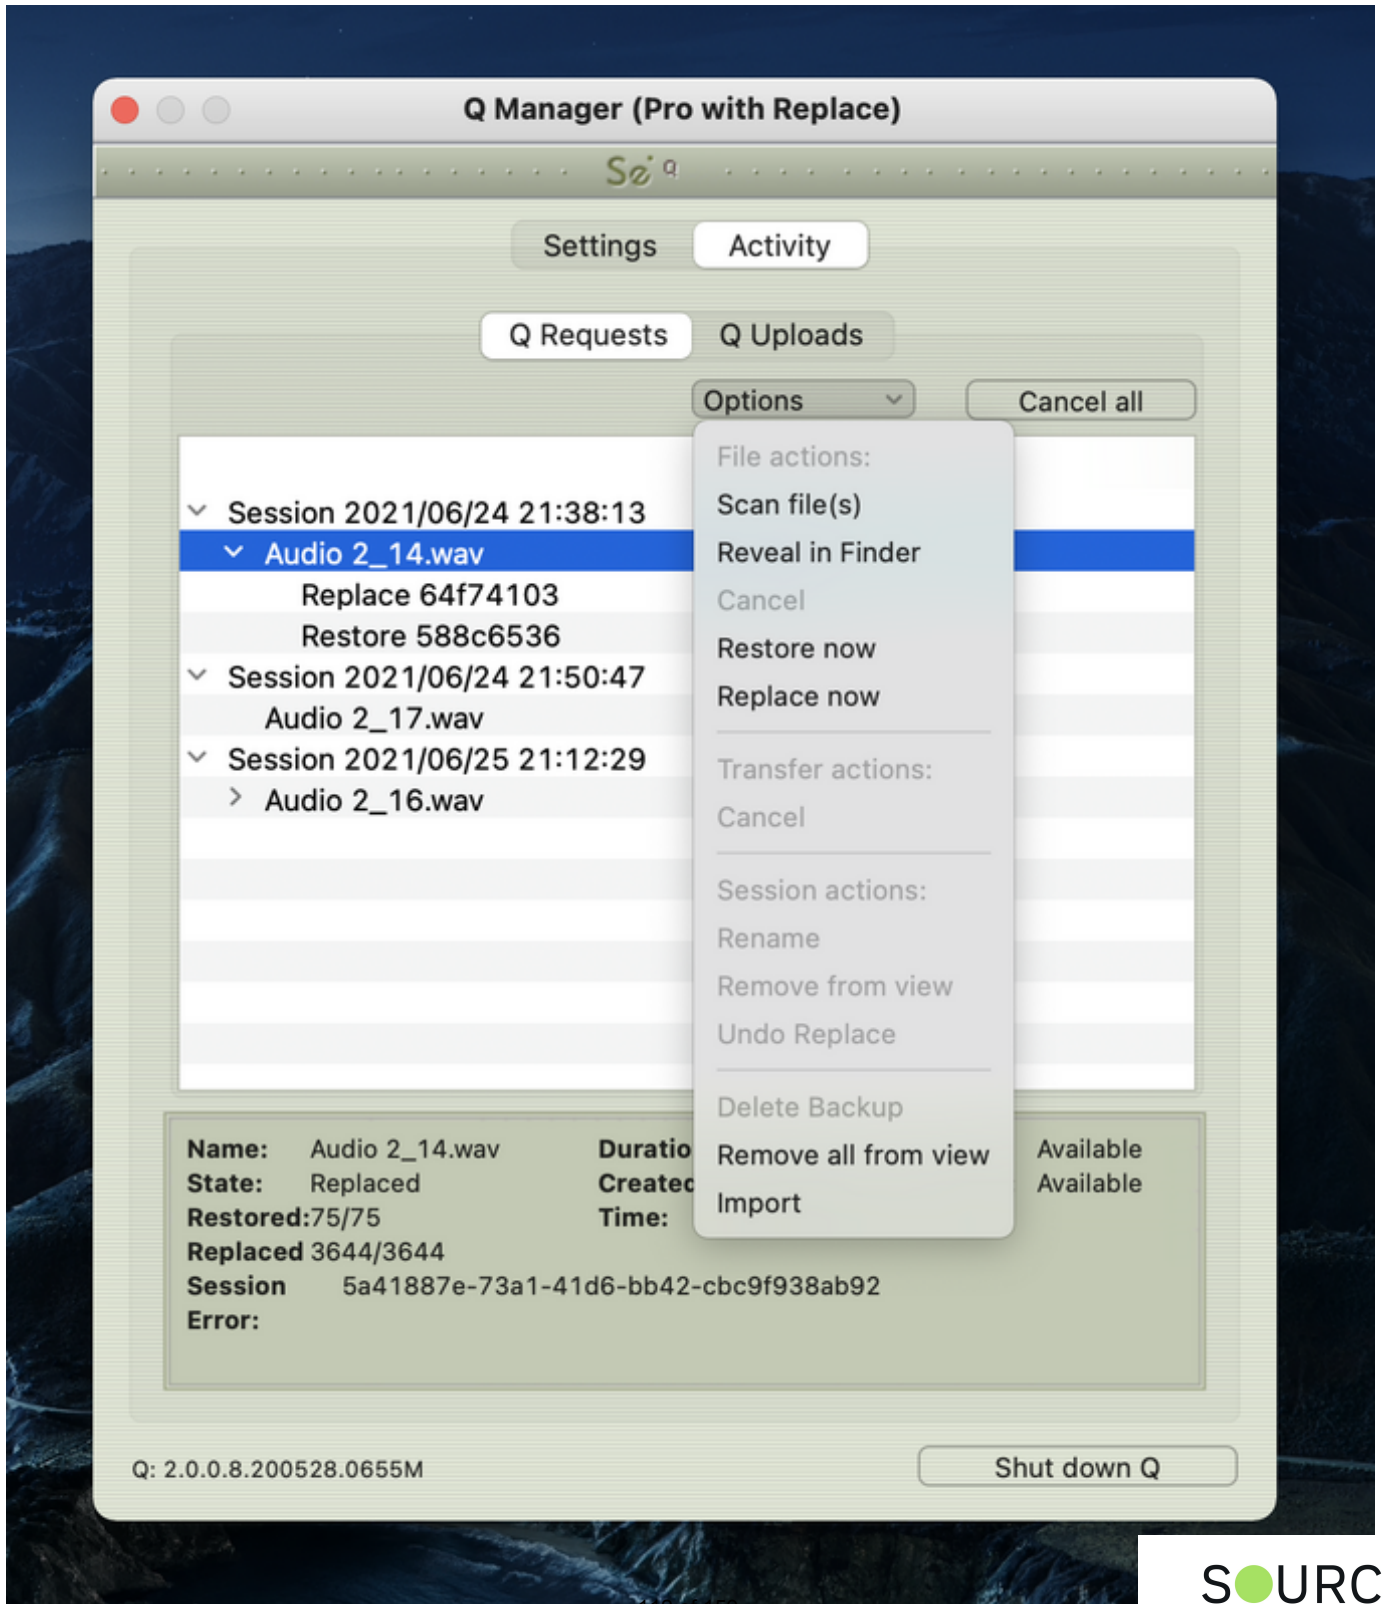 Q Manager (Pro with Replace)
Se Q
Settings Activity
Q Requests Q Uploads
Options Cancel all
File actions:
Scan file(s)
Reveal in Finder
Cancel
Restore now
Replace now
Transfer actions:
Cancel
Session actions:
Rename
Remove from view
Undo Replace
Delete Backup
Remove all from view
Import
Session 2021/06/24 21:38:13
Audio 2_14.wav
Replace 64f74103
Restore 588c6536
Session 2021/06/24 21:50:47
Audio 2_17.wav
Session 2021/06/25 21:12:29
Audio 2_16.wav
Name: Audio 2_14.wav Duratio Available
State: Replaced Created Available
Restored:75/75 Time:
Replaced 3644/3644
Session 5a41887e-73a1-41d6-bb42-cbc9f938ab92
Error:
Q: 2.0.0.8.200528.0655M Shut down Q
SOURC